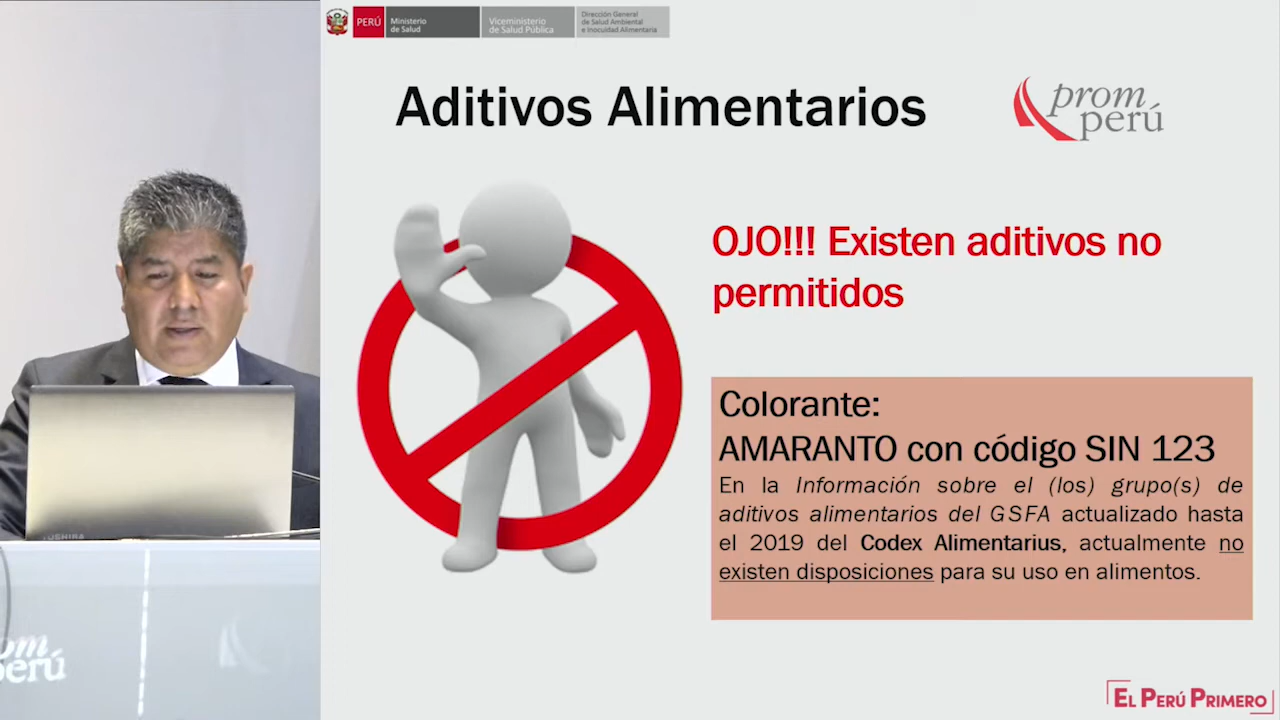 PERÚ
Ministerio
de Salud
Viceministerio
de Salud Pública
Dirección General
de Salud Ambiental
e Inocuidad Alimentaria
Aditivos Alimentarios
prom
perú
OJO!!! Existen aditivos no
permitidos
Colorante:
AMARANTO con código SIN 123
En la Información sobre el (los) grupo(s) de
aditivos alimentarios del GSFA actualizado hasta
el 2019 del Codex Alimentarius, actualmente no
existen disposiciones para su uso en alimentos.
TOSHIBA
perú
EL PERÚ PRIMERO